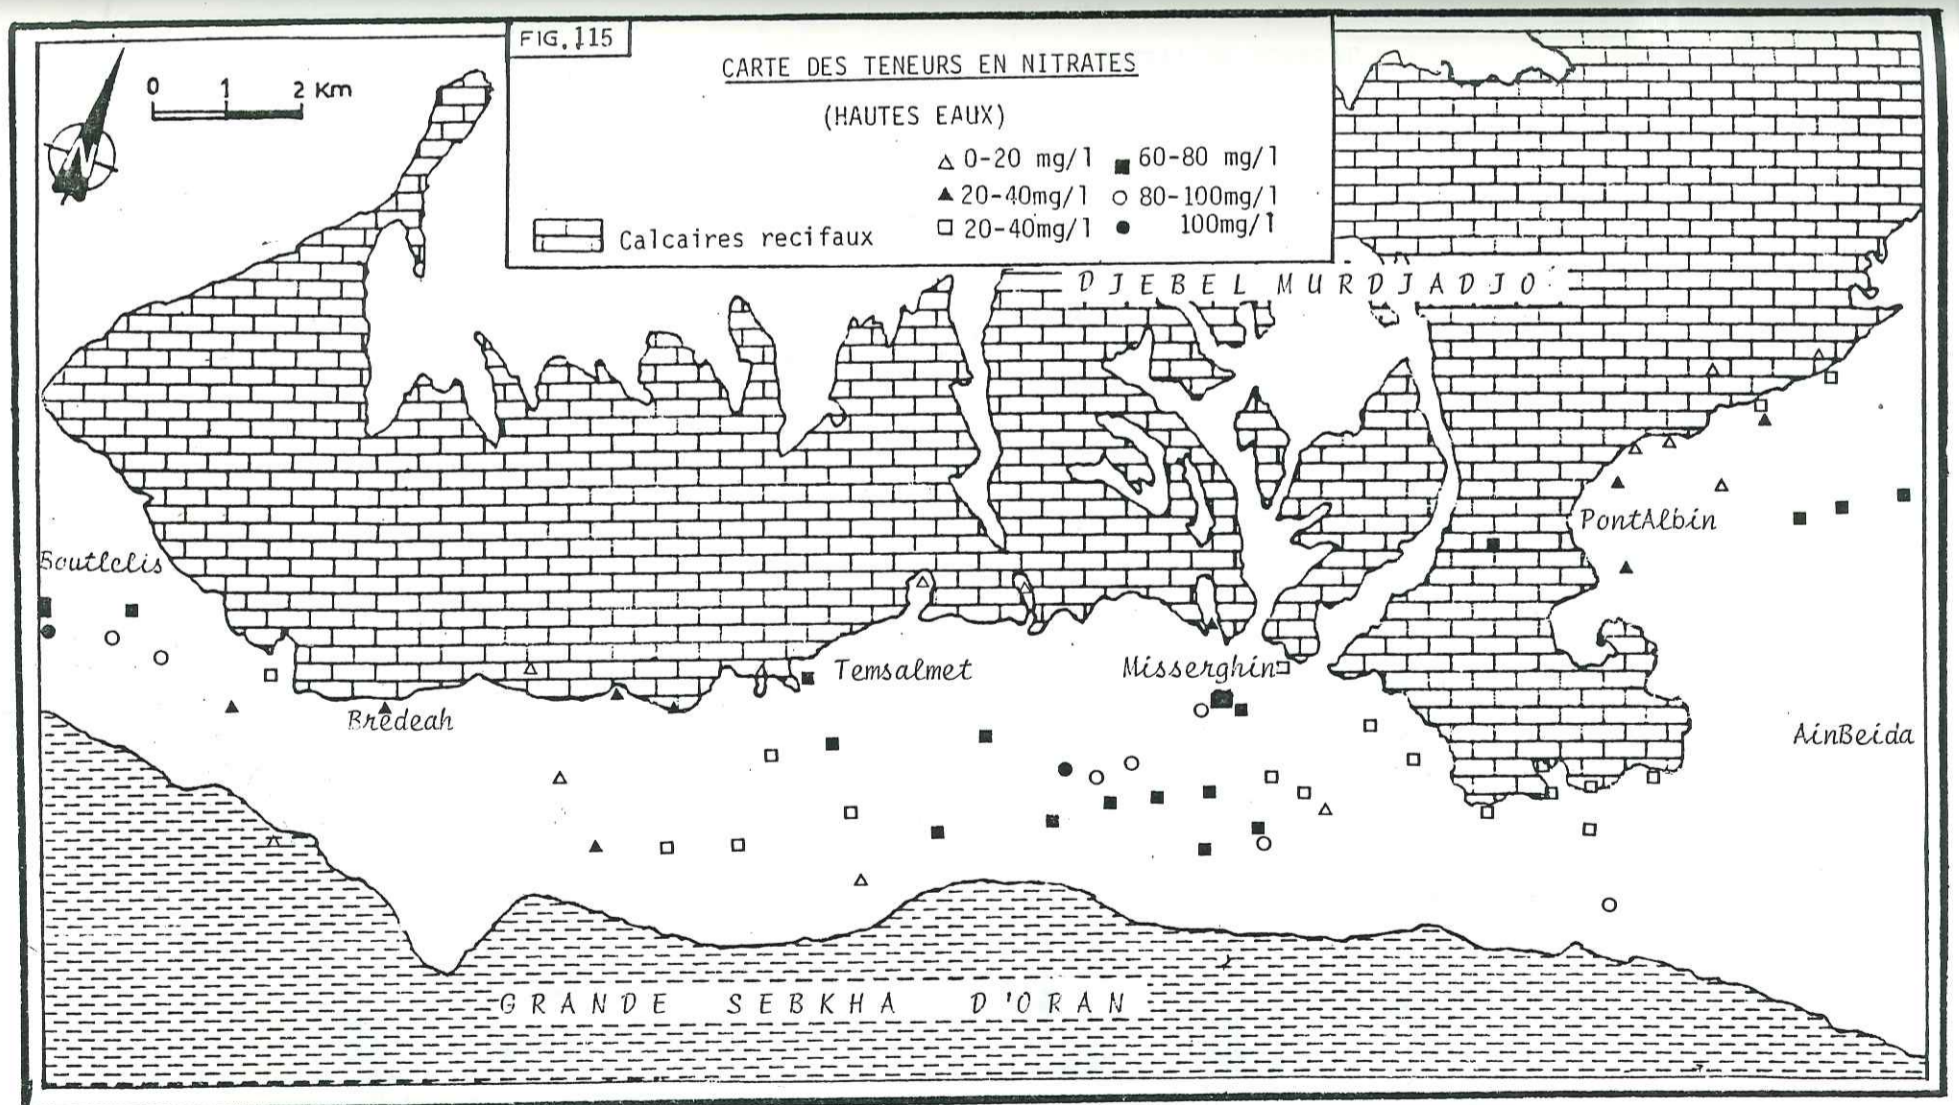 FIG.115
CARTE DES TENEURS EN NITRATES
(HAUTES EAUX)
0 1 2 Km
N
0-20 mg/l 60-80 mg/l
20-40mg/l 80-100mg/l
20-40mg/l 100mg/l
Calcaires recifaux
DJEBEL MURDJADJO
PontAlbin
Boutlelis
Temsalmet
Misserghin
Bredeah
AinBeida
GRANDE SEBKHA D'ORAN